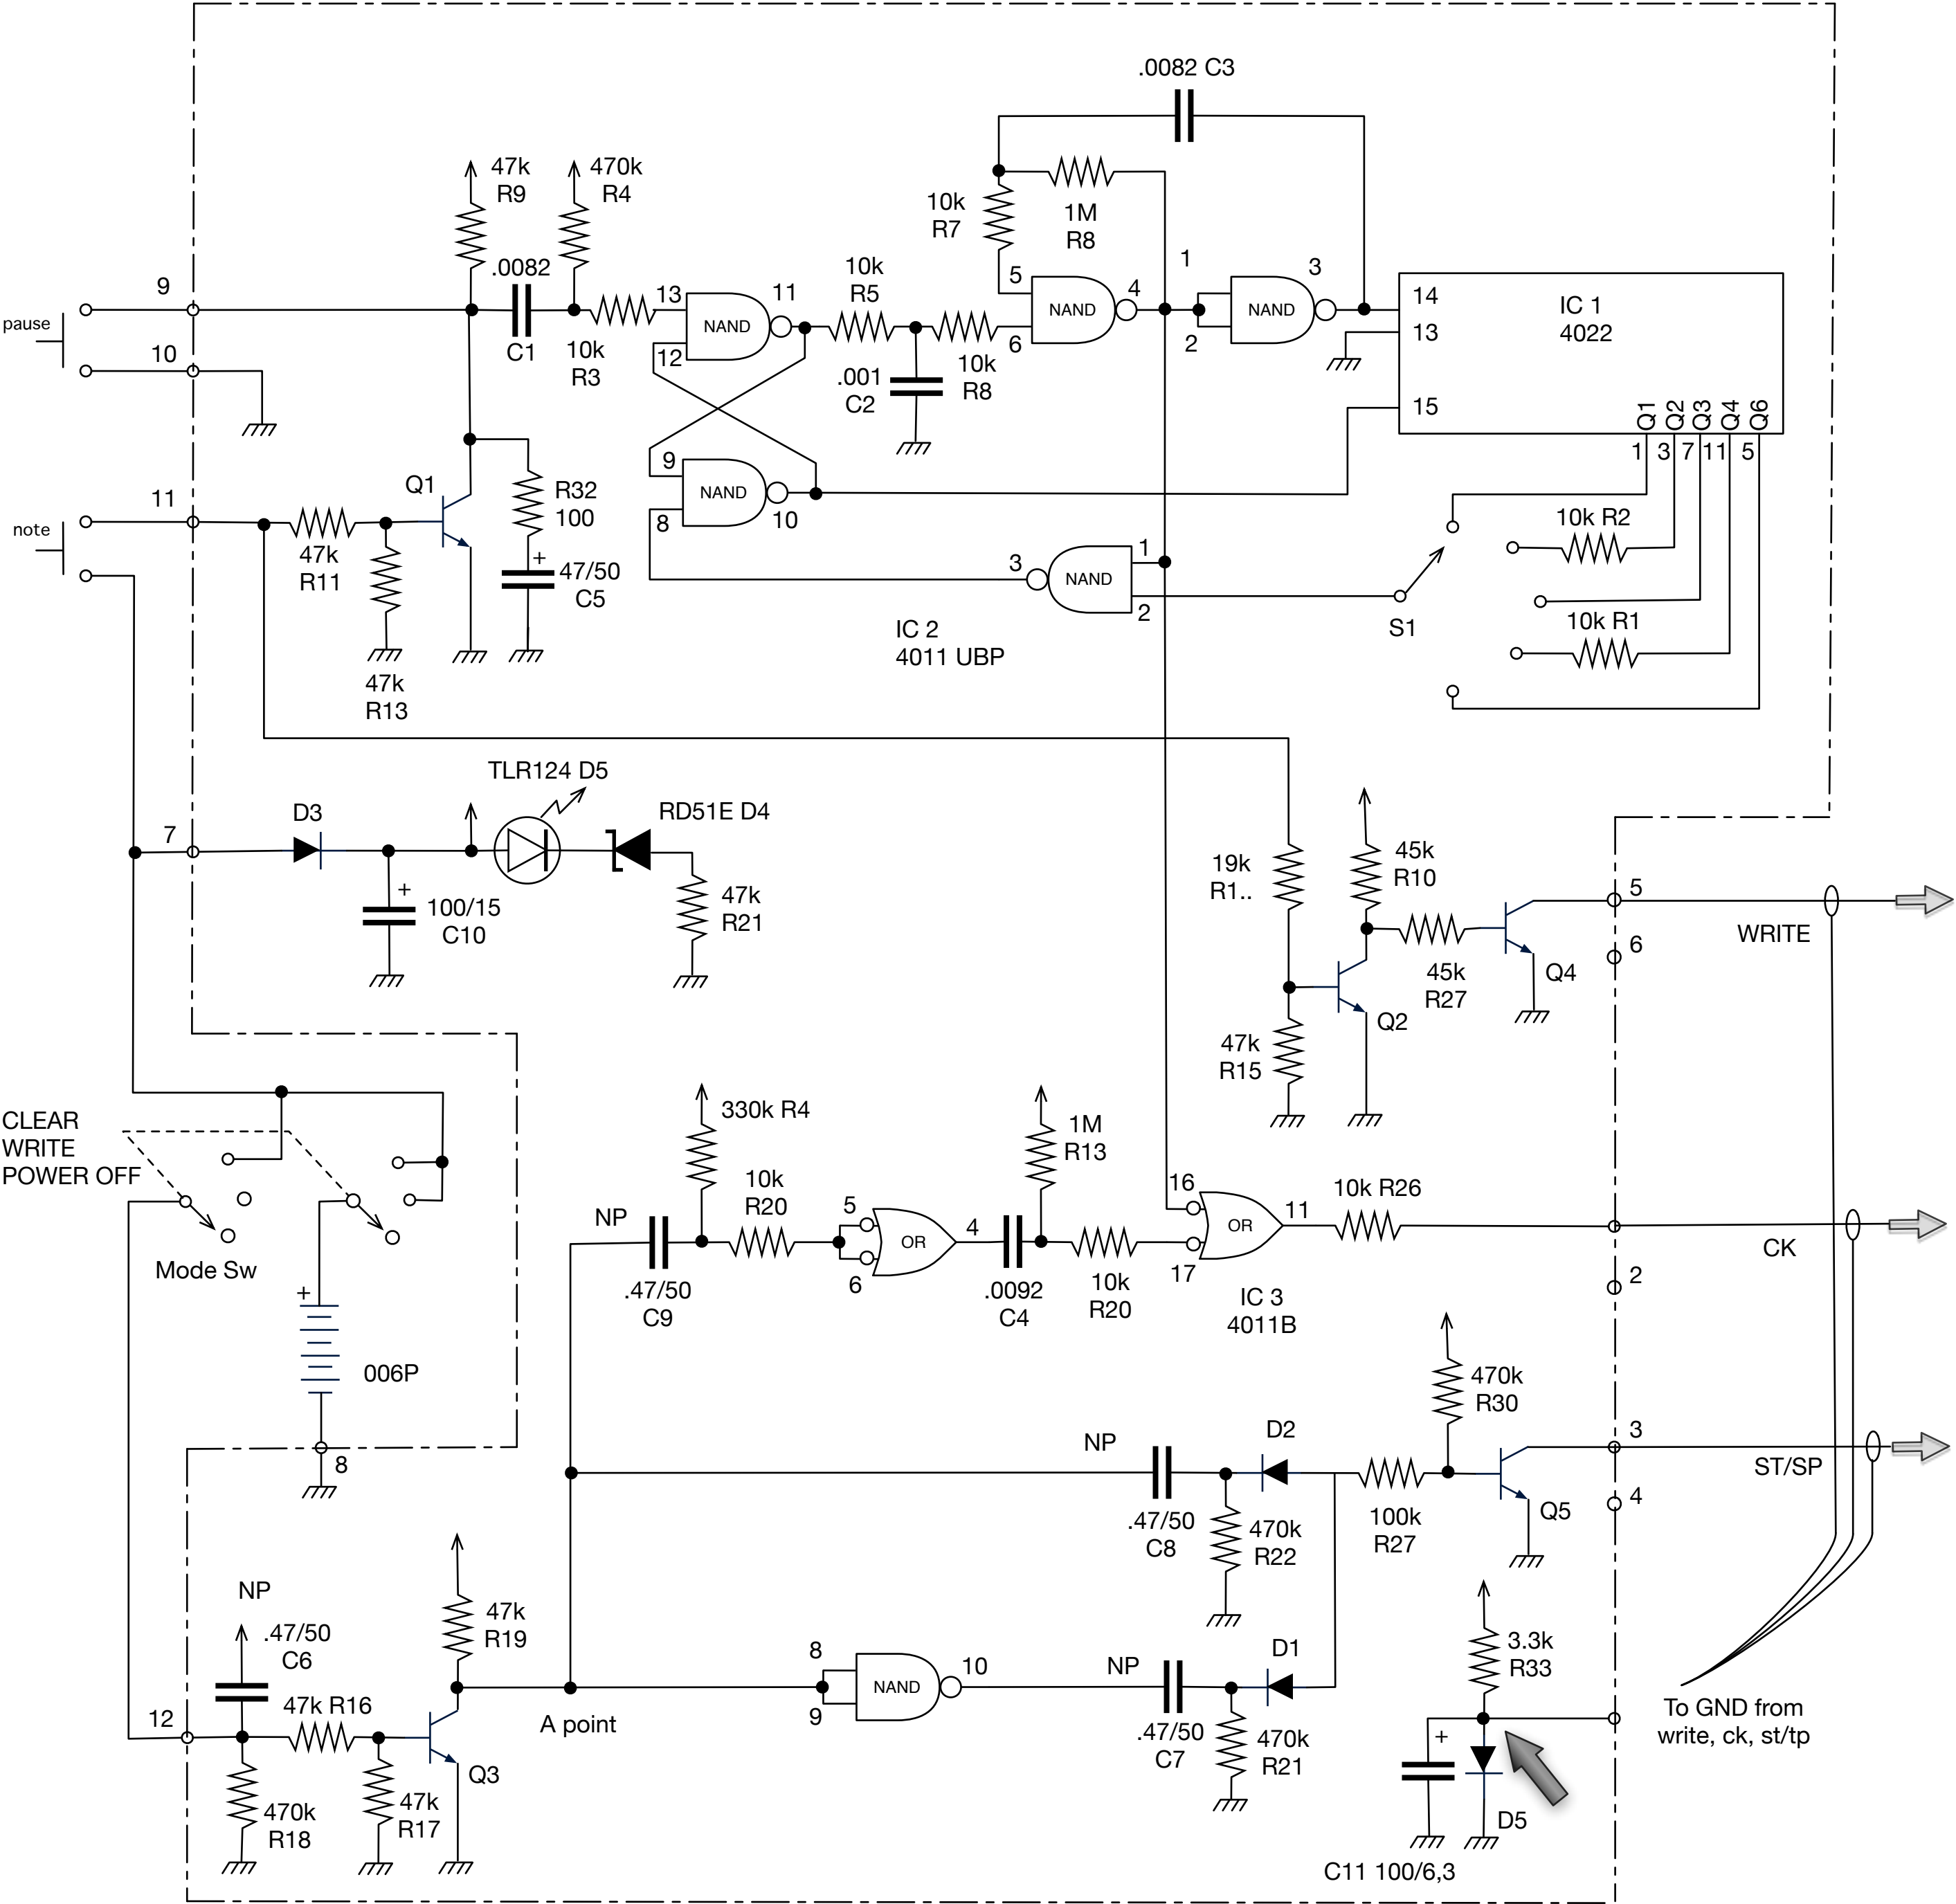 .0082 C3
47k
R9
470k
R4
.0082
C1
10k
R3
10k
R5
.001
C2
10k
R8
10k
R7
1M
R8
9
pause
10
13
12
NAND
11
5
6
NAND
4
1
2
NAND
3
14
13
15
IC 1
4022
Q1
Q2
Q3
Q4
Q6
1
3
7
11
5
11
note
47k
R11
47k
R13
Q1
R32
100
+
47/50
C5
9
8
NAND
10
3
NAND
1
2
IC 2
4011 UBP
S1
10k R2
10k R1
7
D3
TLR124 D5
RD51E D4
+
100/15
C10
47k
R21
19k
R1..
47k
R15
45k
R10
45k
R27
Q2
Q4
5
WRITE
6
CLEAR
WRITE
POWER OFF
Mode Sw
+
006P
8
NP
.47/50
C9
330k R4
10k
R20
5
6
OR
4
.0092
C4
1M
R13
10k
R20
16
17
OR
11
IC 3
4011B
10k R26
CK
2
NP
.47/50
C8
D2
470k
R22
100k
R27
470k
R30
Q5
3
ST/SP
4
NP
.47/50
C6
12
47k R16
470k
R18
47k
R17
47k
R19
Q3
A point
8
9
NAND
10
NP
.47/50
C7
D1
470k
R21
3.3k
R33
+
D5
C11 100/6,3
To GND from
write, ck, st/tp